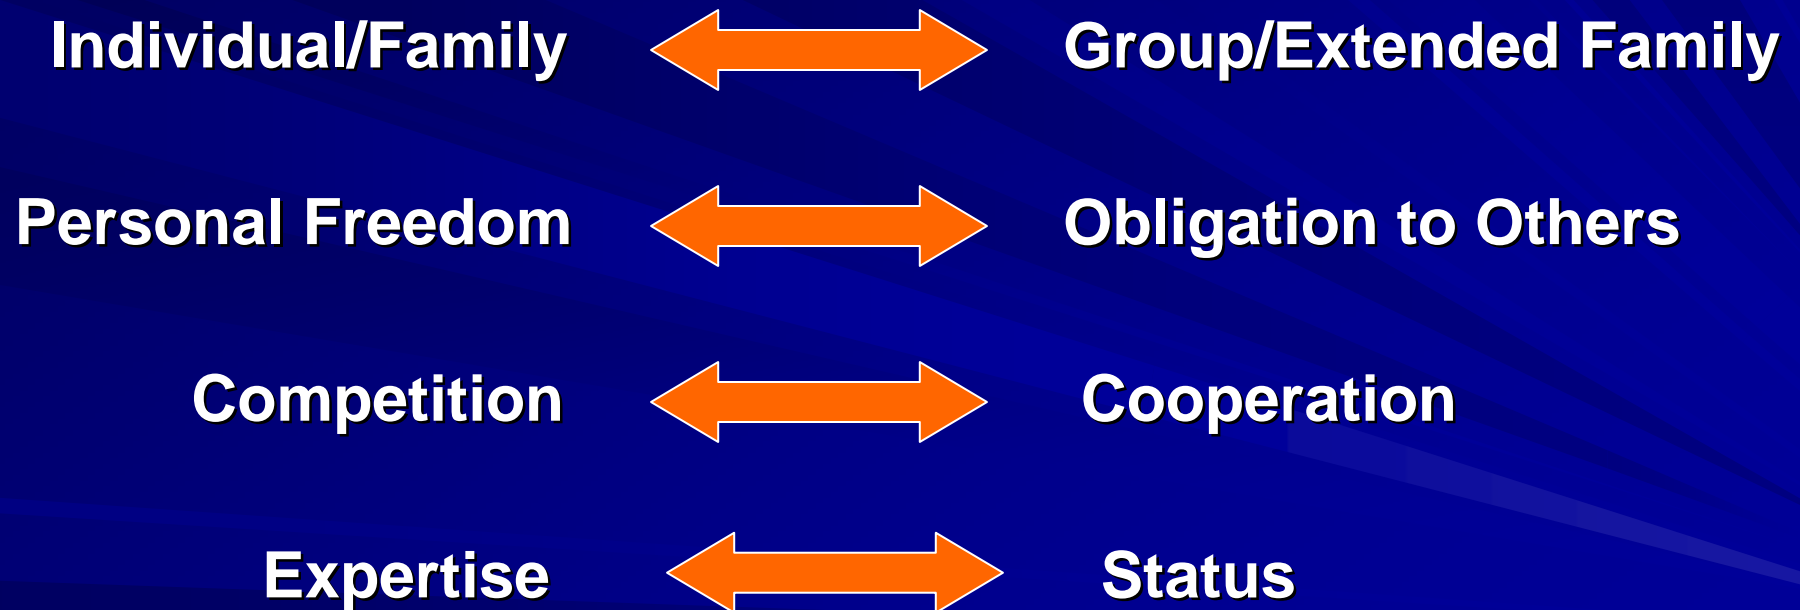 Individual/Family Group/Extended Family
Personal Freedom Obligation to Others
Competition Cooperation
Expertise Status